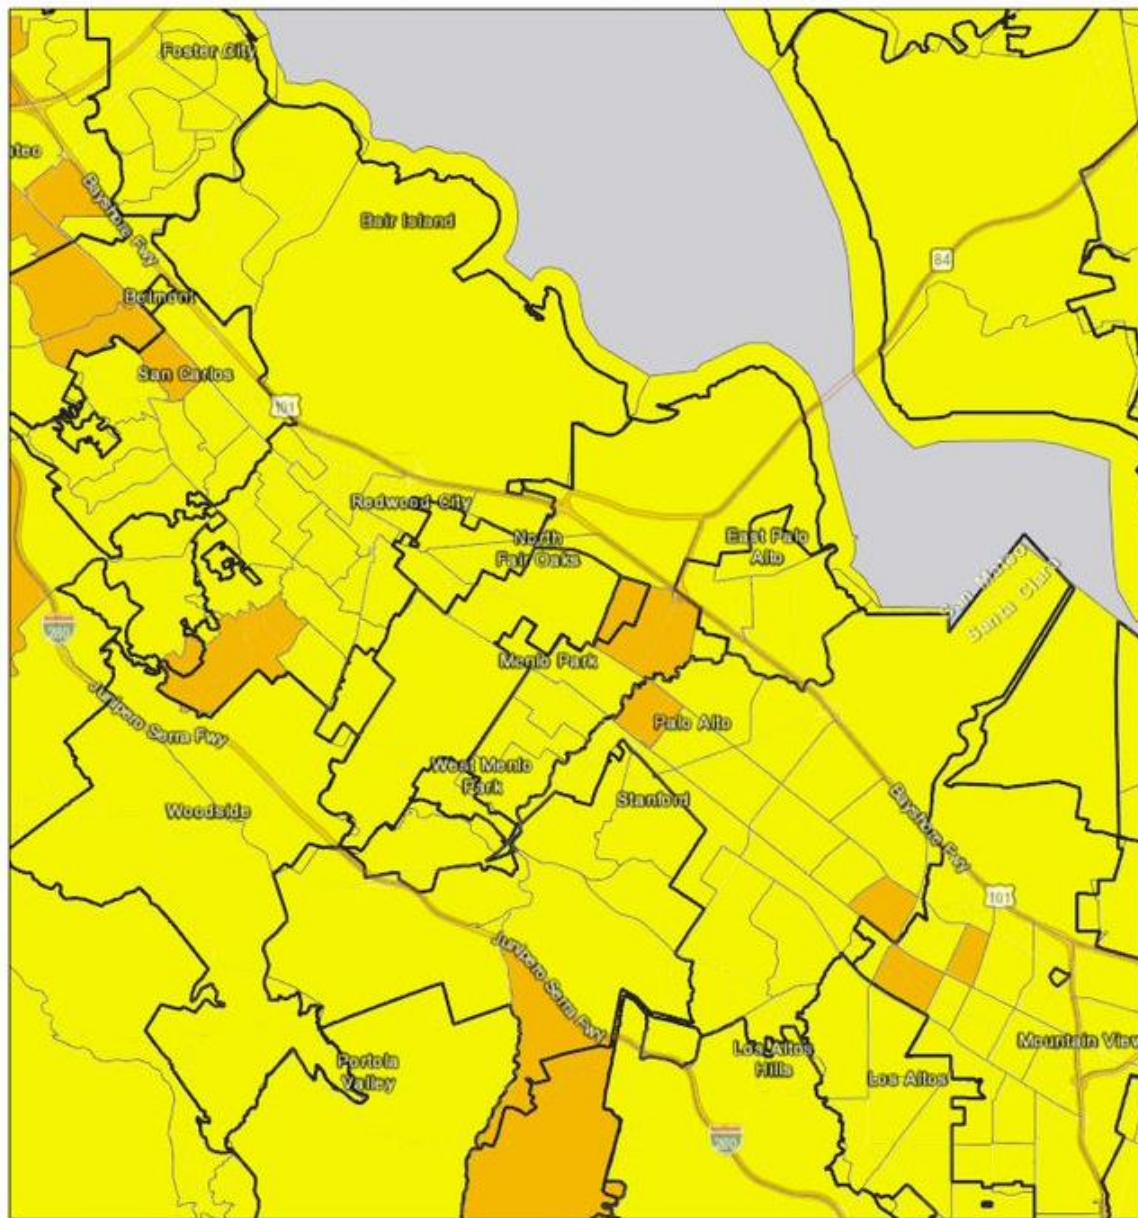 Foster City
ateo
Bayshore Fwy
Bair Island
84
Belmont
San Carlos
101
Redwood City
North
Fair Oaks
East Palo
Alto
San Mateo
Santa Clara
280
Menlo Park
Junipero Serra Fwy
Palo Alto
West Menlo
Park
Stanford
Woodside
Bayshore Fwy
101
Junipero Serra Fwy
Portola
Valley
Los Altos
Hills
Mountain View
Los Altos
280